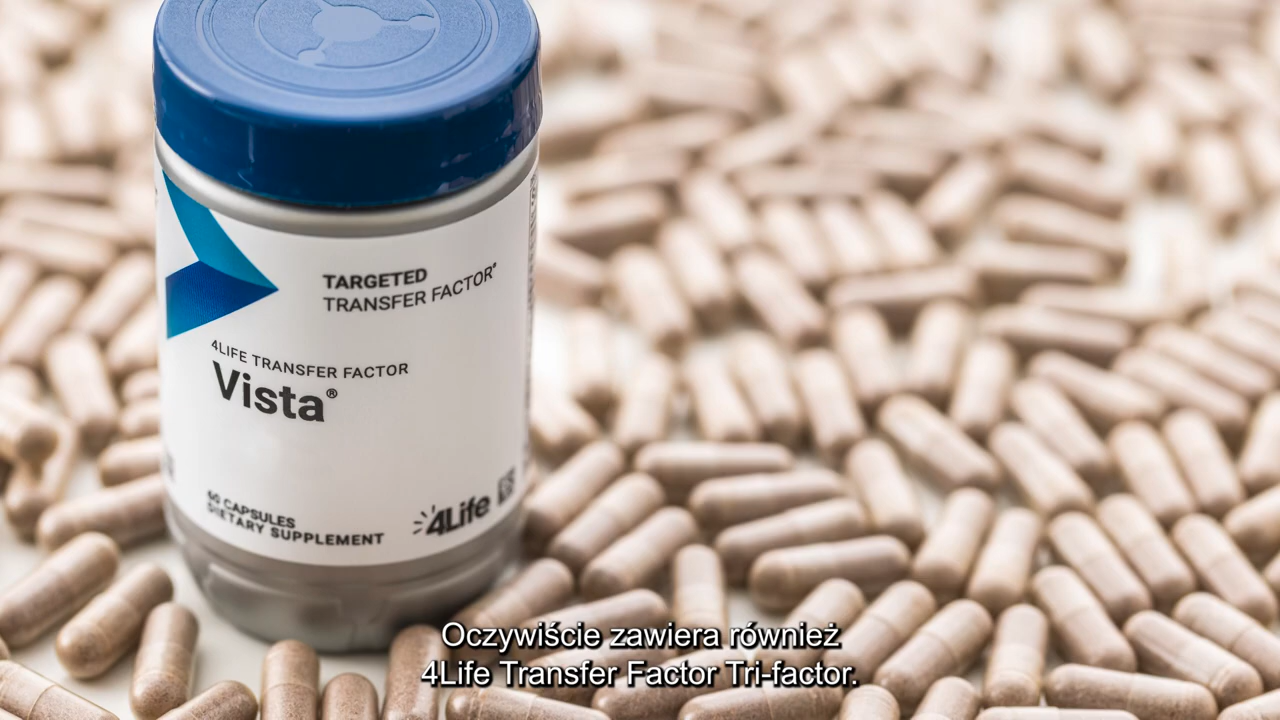 TARGETED
TRANSFER FACTOR®
4LIFE TRANSFER FACTOR
Vista®
60 CAPSULES
DIETARY SUPPLEMENT
4Life
Oczywiście zawiera również
4Life Transfer Factor Tri-factor.